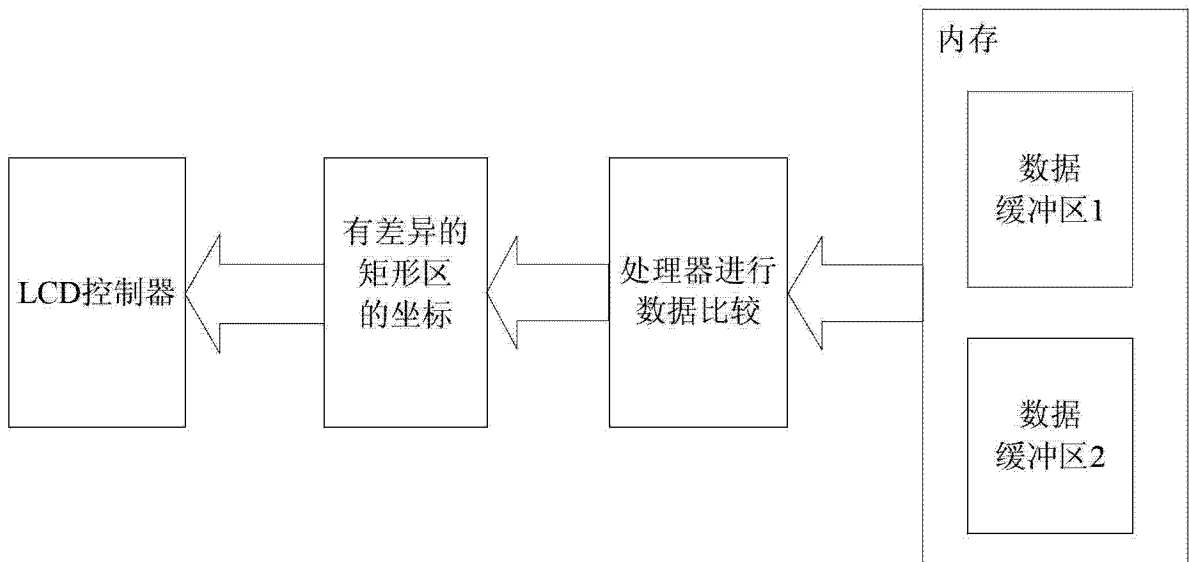 LCD控制器
有差异的
矩形区
的坐标
处理器进行
数据比较
内存
数据
缓冲区1
数据
缓冲区2